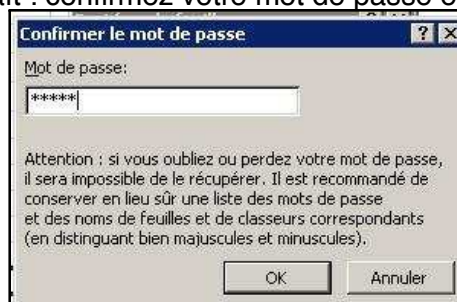 : confirmez votre mot de passe
Confirmer le mot de passe
Mot de passe:
*****
Attention : si vous oubliez ou perdez votre mot de passe,
il sera impossible de le récupérer. Il est recommandé de
conserver en lieu sûr une liste des mots de passe
et des noms de feuilles et de classeurs correspondants
(en distinguant bien majuscules et minuscules).
OK Annuler